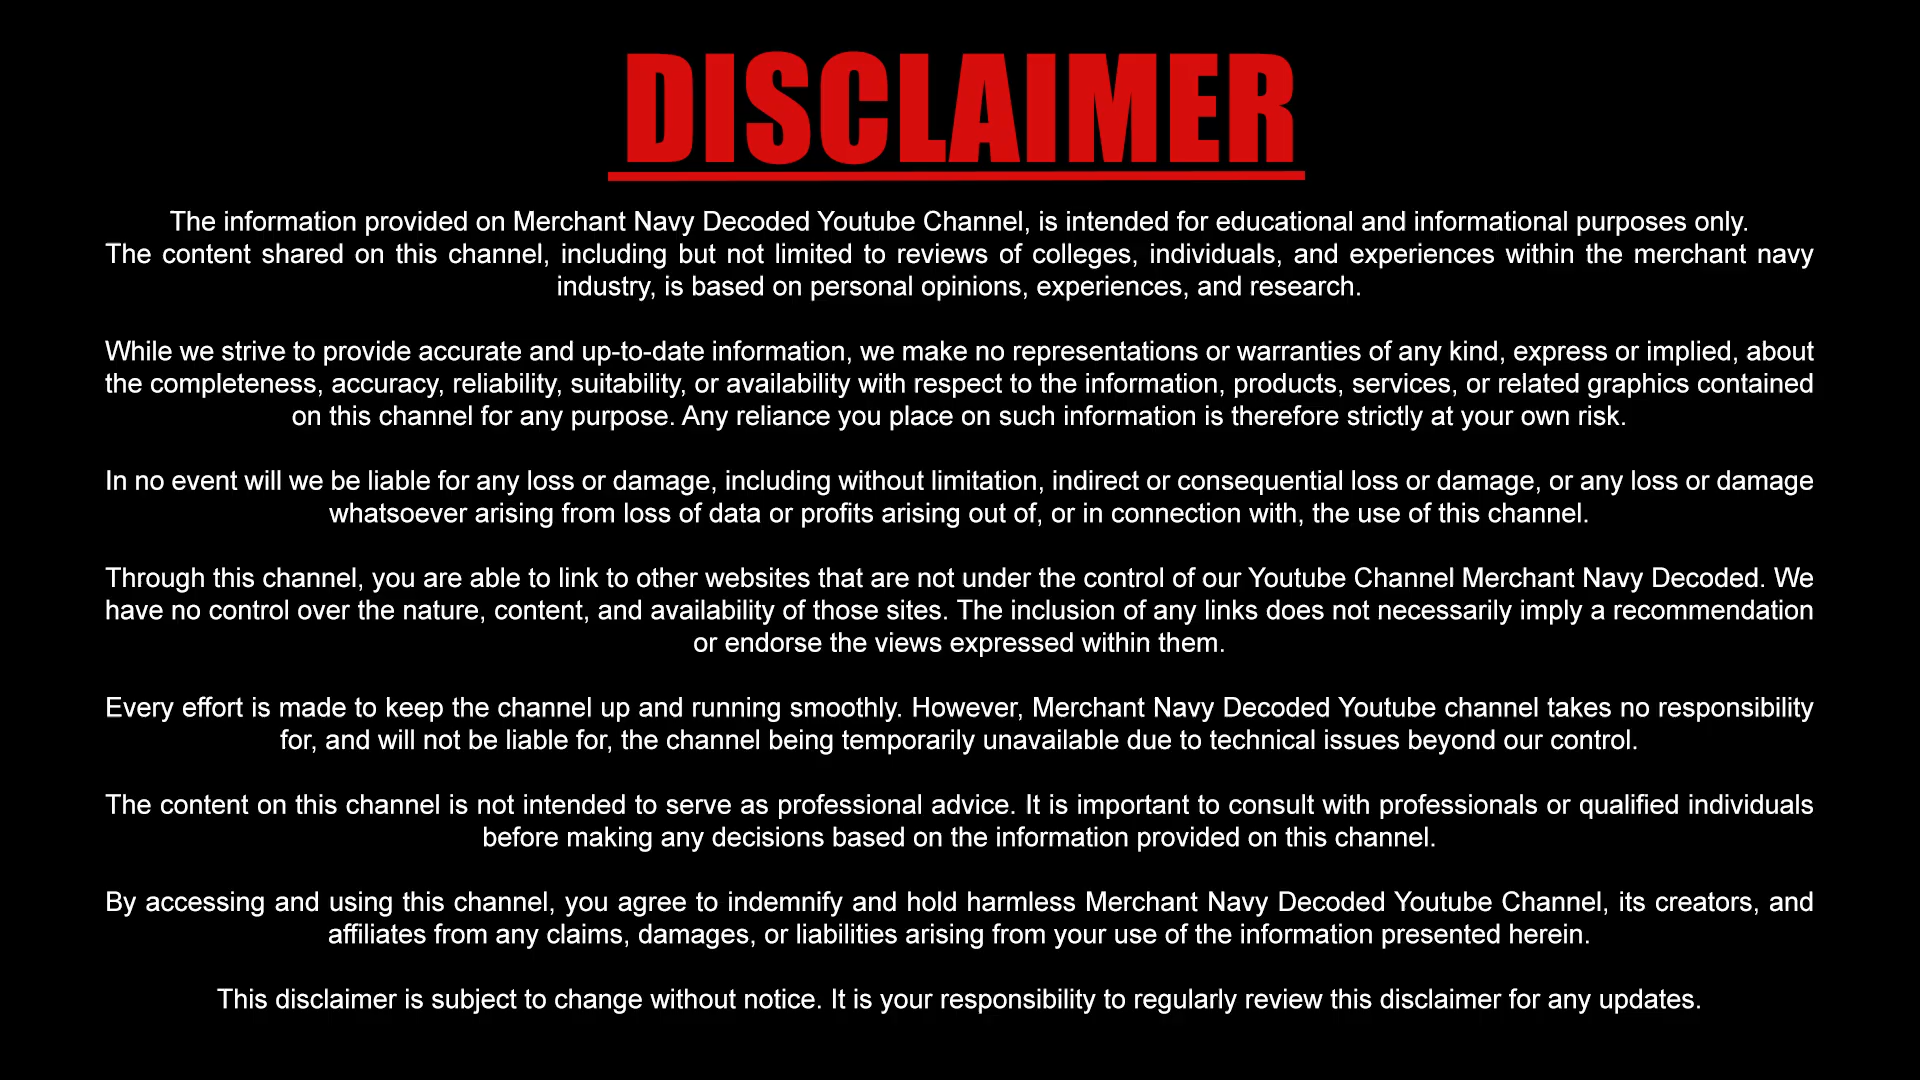 DISCLAIMER
The information provided on Merchant Navy Decoded Youtube Channel, is intended for educational and informational purposes only.
The content shared on this channel, including but not limited to reviews of colleges, individuals, and experiences within the merchant navy
industry, is based on personal opinions, experiences, and research.
While we strive to provide accurate and up-to-date information, we make no representations or warranties of any kind, express or implied, about
the completeness, accuracy, reliability, suitability, or availability with respect to the information, products, services, or related graphics contained
on this channel for any purpose. Any reliance you place on such information is therefore strictly at your own risk.
In no event will we be liable for any loss or damage, including without limitation, indirect or consequential loss or damage, or any loss or damage
whatsoever arising from loss of data or profits arising out of, or in connection with, the use of this channel.
Through this channel, you are able to link to other websites that are not under the control of our Youtube Channel Merchant Navy Decoded. We
have no control over the nature, content, and availability of those sites. The inclusion of any links does not necessarily imply a recommendation
or endorse the views expressed within them.
Every effort is made to keep the channel up and running smoothly. However, Merchant Navy Decoded Youtube channel takes no responsibility
for, and will not be liable for, the channel being temporarily unavailable due to technical issues beyond our control.
The content on this channel is not intended to serve as professional advice. It is important to consult with professionals or qualified individuals
before making any decisions based on the information provided on this channel.
By accessing and using this channel, you agree to indemnify and hold harmless Merchant Navy Decoded Youtube Channel, its creators, and
affiliates from any claims, damages, or liabilities arising from your use of the information presented herein.
This disclaimer is subject to change without notice. It is your responsibility to regularly review this disclaimer for any updates.